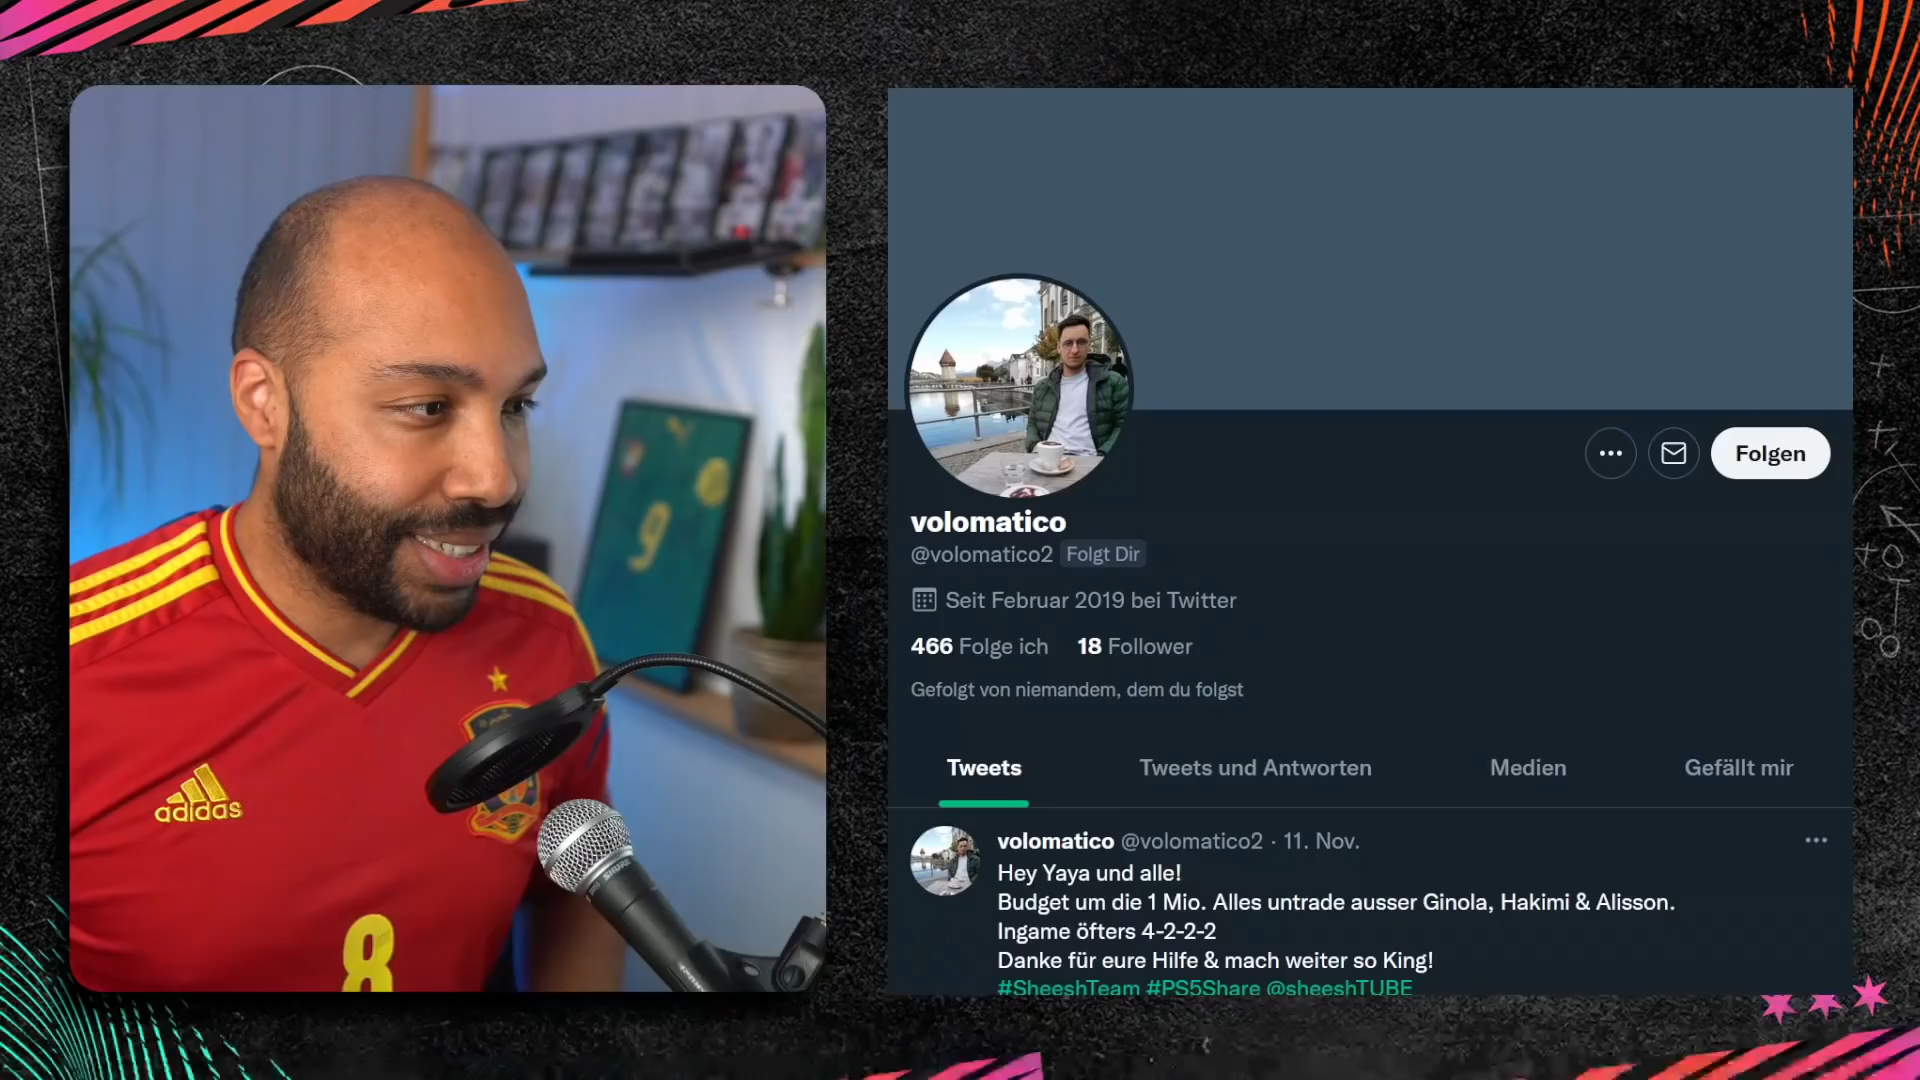 adidas
8
9
SHURE
Folgen
volomatico
@volomatico2 Folgt Dir
Seit Februar 2019 bei Twitter
466 Folge ich 18 Follower
Gefolgt von niemandem, dem du folgst
Tweets Tweets und Antworten Medien Gefällt mir
volomatico @volomatico2 · 11. Nov.
Hey Yaya und alle!
Budget um die 1 Mio. Alles untrade ausser Ginola, Hakimi & Alisson.
Ingame öfters 4-2-2-2
Danke für eure Hilfe & mach weiter so King!
#SheeshTeam #PS5Share @sheeshTUBE